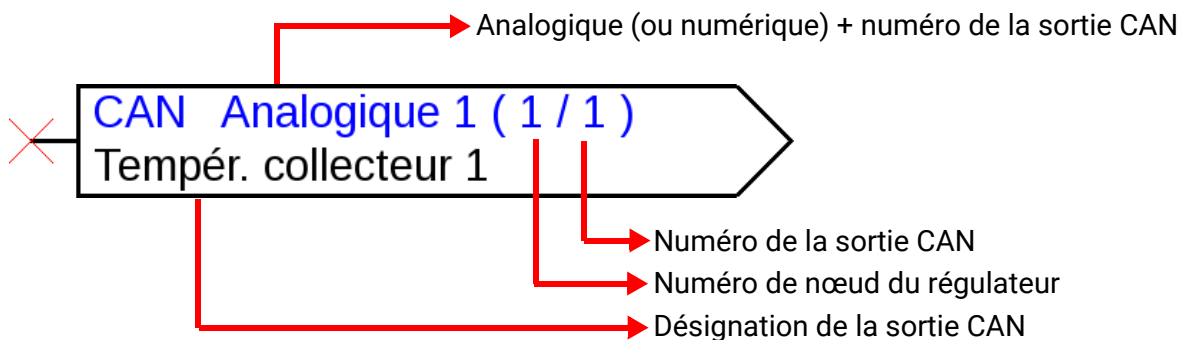 Analogique (ou numérique) + numéro de la sortie CAN
CAN Analogique 1 ( 1 / 1 )
Tempér. collecteur 1
Numéro de la sortie CAN
Numéro de nœud du régulateur
Désignation de la sortie CAN